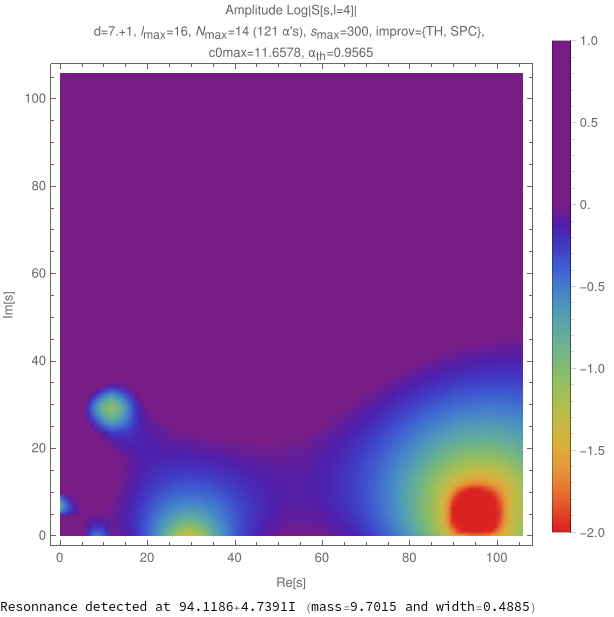 Amplitude Log|S[s,l=4]|
d=7.+1, lmax=16, Nmax=14 (121 α's), smax=300, improv={TH, SPC},
c0max=11.6578, αth=0.9565
Im[s]
100
80
60
40
20
0
0 20 40 60 80 100
Re[s]
1.0
0.5
0.
-0.5
-1.0
-1.5
-2.0
Resonnance detected at 94.1186+4.7391I (mass=9.7015 and width=0.4885)